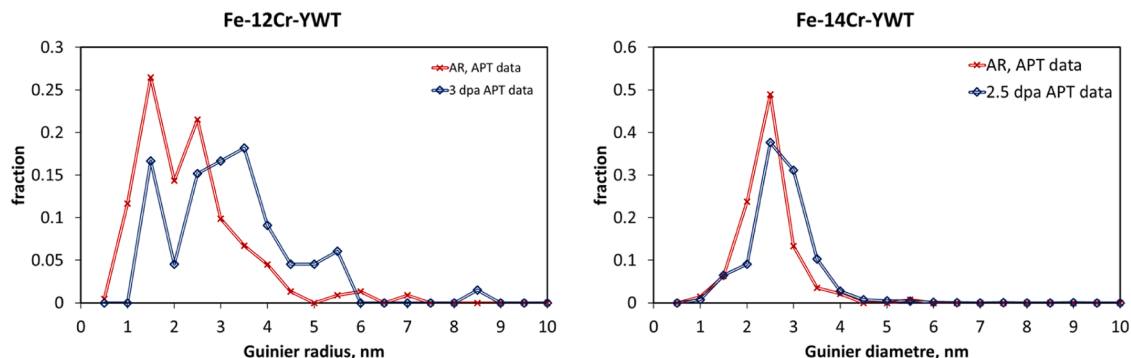 Fe-12Cr-YWT
0.3
0.25
0.2
0.15
0.1
0.05
0
fraction
AR, APT data
3 dpa APT data
0 1 2 3 4 5 6 7 8 9 10
Guinier radius, nm
Fe-14Cr-YWT
0.6
0.5
0.4
0.3
0.2
0.1
0
fraction
AR, APT data
2.5 dpa APT data
0 1 2 3 4 5 6 7 8 9 10
Guinier diametre, nm